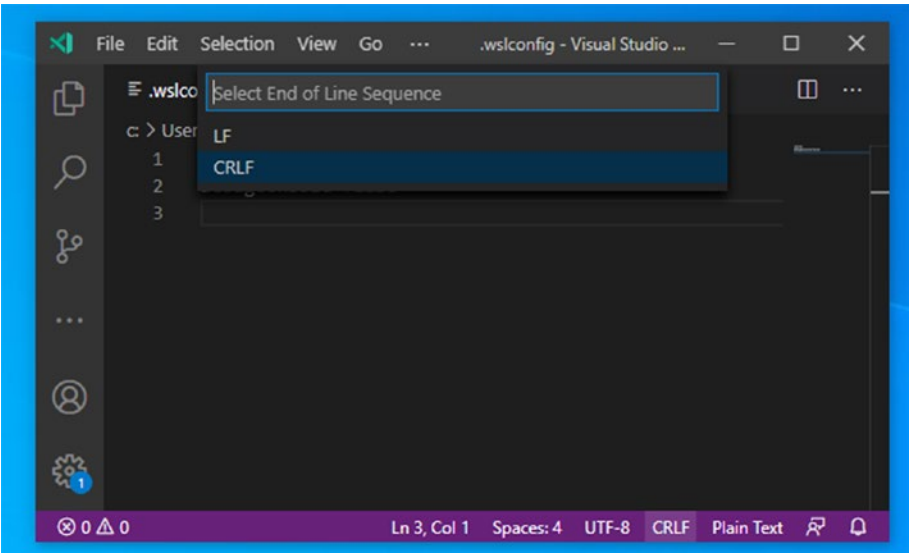 File Edit Selection View Go ··· .wslconfig - Visual Studio ...
.wslco
Select End of Line Sequence
c: > User
LF
1
CRLF
2
3
1
0 0
Ln 3, Col 1 Spaces: 4 UTF-8 CRLF Plain Text